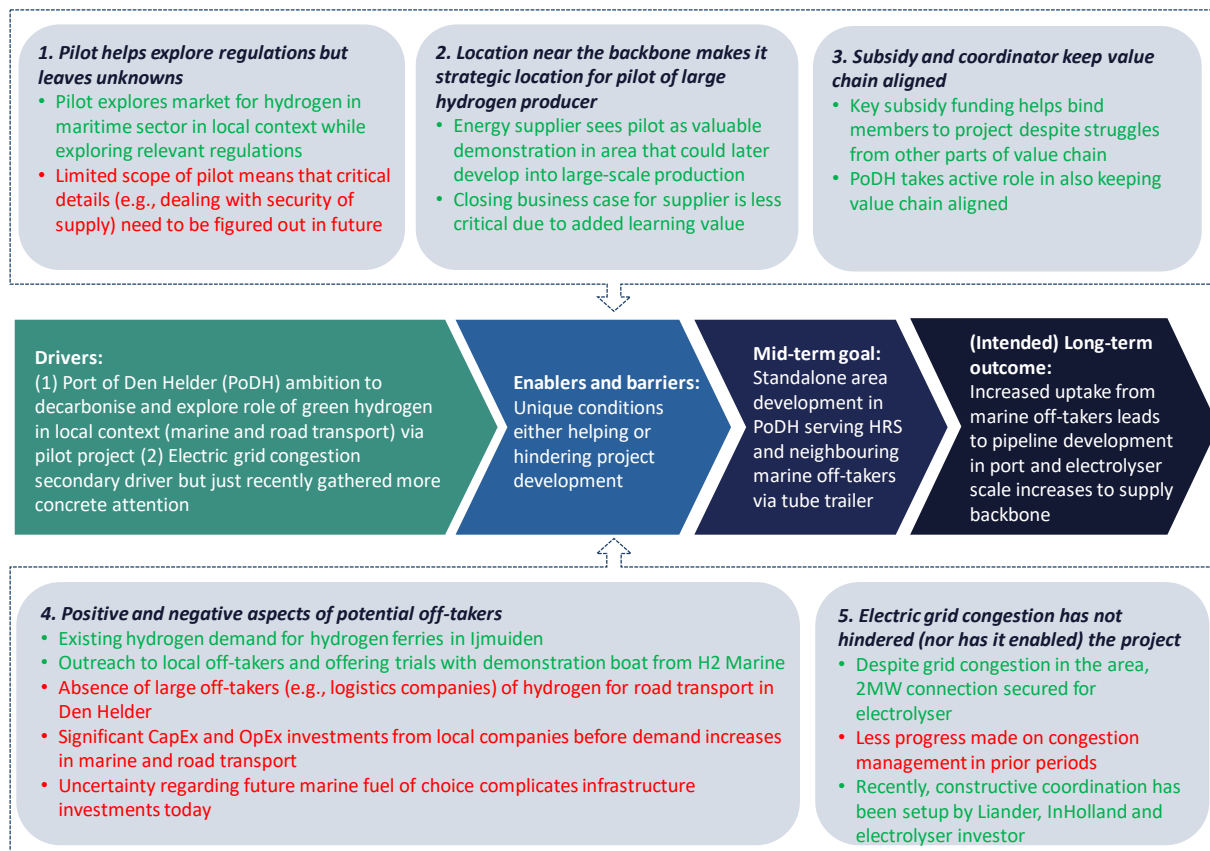 1. Pilot helps explore regulations but
leaves unknowns
• Pilot explores market for hydrogen in
maritime sector in local context while
exploring relevant regulations
• Limited scope of pilot means that critical
details (e.g., dealing with security of
supply) need to be figured out in future
2. Location near the backbone makes it
strategic location for pilot of large
hydrogen producer
• Energy supplier sees pilot as valuable
demonstration in area that could later
develop into large-scale production
• Closing business case for supplier is less
critical due to added learning value
3. Subsidy and coordinator keep value
chain aligned
• Key subsidy funding helps bind
members to project despite struggles
from other parts of value chain
• PoDH takes active role in also keeping
value chain aligned
Drivers:
(1) Port of Den Helder (PoDH) ambition to
decarbonise and explore role of green hydrogen
in local context (marine and road transport) via
pilot project (2) Electric grid congestion
secondary driver but just recently gathered more
concrete attention
Enablers and barriers:
Unique conditions
either helping or
hindering project
development
Mid-term goal:
Standalone area
development in
PoDH serving HRS
and neighbouring
marine off-takers
via tube trailer
(Intended) Long-term
outcome:
Increased uptake from
marine off-takers leads
to pipeline development
in port and electrolyser
scale increases to supply
backbone
4. Positive and negative aspects of potential off-takers
• Existing hydrogen demand for hydrogen ferries in Ijmuiden
• Outreach to local off-takers and offering trials with demonstration boat from H2 Marine
• Absence of large off-takers (e.g., logistics companies) of hydrogen for road transport in
Den Helder
• Significant CapEx and OpEx investments from local companies before demand increases
in marine and road transport
• Uncertainty regarding future marine fuel of choice complicates infrastructure
investments today
5. Electric grid congestion has not
hindered (nor has it enabled) the project
• Despite grid congestion in the area,
2MW connection secured for
electrolyser
• Less progress made on congestion
management in prior periods
• Recently, constructive coordination has
been setup by Liander, InHolland and
electrolyser investor